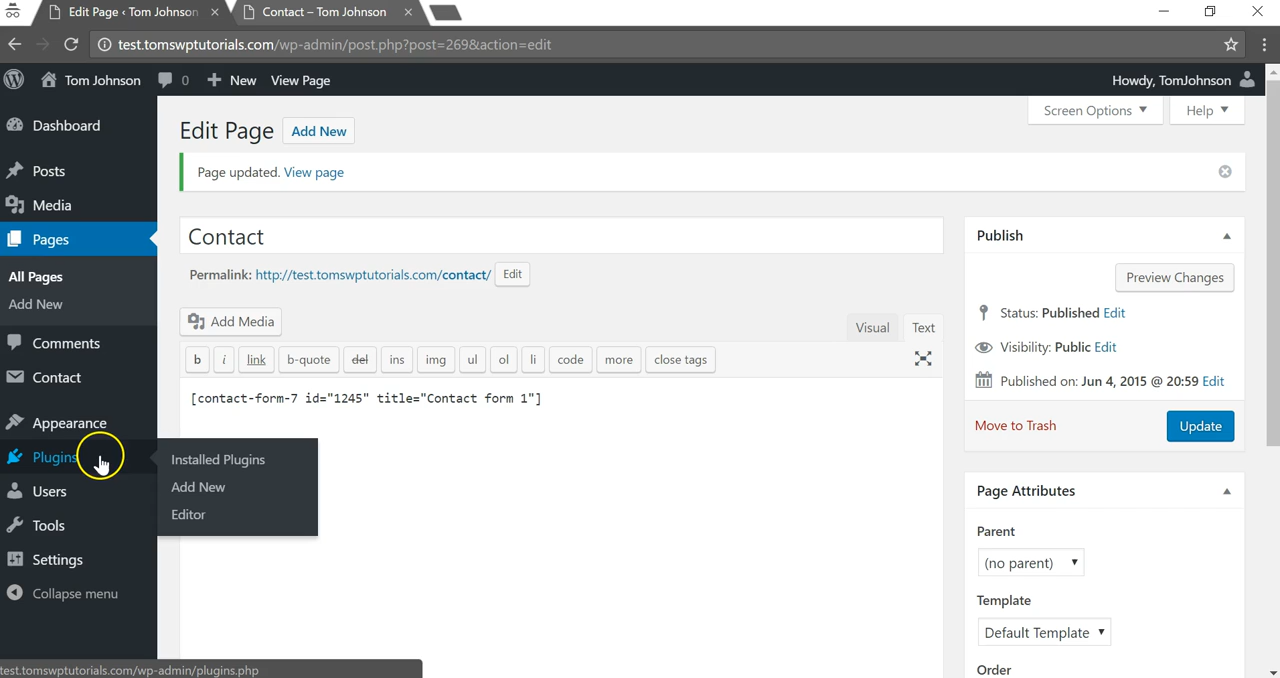 Edit Page ‹ Tom Johnson
Contact – Tom Johnson
test.tomswptutorials.com/wp-admin/post.php?post=269&action=edit
Tom Johnson
0
New
View Page
Howdy, TomJohnson
Dashboard
Posts
Media
Pages
All Pages
Add New
Comments
Contact
Appearance
Plugins
Users
Tools
Settings
Collapse menu
Installed Plugins
Add New
Editor
Screen Options
Help
Edit Page
Add New
Page updated. View page
Contact
Permalink: http://test.tomswptutorials.com/contact/ Edit
Add Media
Visual
Text
b
i
link
b-quote
del
ins
img
ul
ol
li
code
more
close tags
[contact-form-7 id="1245" title="Contact form 1"]
Publish
Preview Changes
Status: Published Edit
Visibility: Public Edit
Published on: Jun 4, 2015 @ 20:59 Edit
Move to Trash
Update
Page Attributes
Parent
(no parent)
Template
Default Template
Order
test.tomswptutorials.com/wp-admin/plugins.php